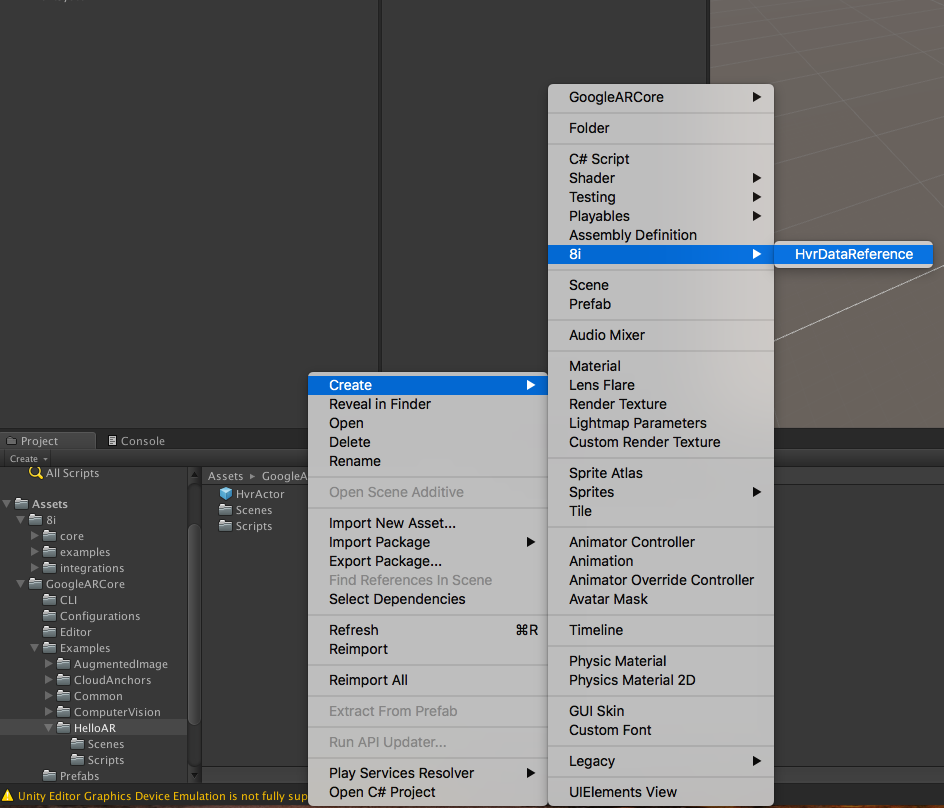 GoogleARCore
Folder
C# Script
Shader
Testing
Playables
Assembly Definition
8i
HvrDataReference
Scene
Prefab
Audio Mixer
Material
Lens Flare
Render Texture
Lightmap Parameters
Custom Render Texture
Sprite Atlas
Sprites
Tile
Animator Controller
Animation
Animator Override Controller
Avatar Mask
Timeline
Physic Material
Physics Material 2D
GUI Skin
Custom Font
Legacy
UIElements View
Create
Reveal in Finder
Open
Delete
Rename
Open Scene Additive
Import New Asset...
Import Package
Export Package...
Find References In Scene
Select Dependencies
Refresh ⌘R
Reimport
Reimport All
Extract From Prefab
Run API Updater...
Play Services Resolver
Open C# Project
Project Console
Create
All Scripts
Assets
8i
core
examples
integrations
GoogleARCore
CLI
Configurations
Editor
Examples
AugmentedImage
CloudAnchors
Common
ComputerVision
HelloAR
Scenes
Scripts
Prefabs
Assets ▸ GoogleA
HvrActor
Scenes
Scripts
Unity Editor Graphics Device Emulation is not fully sup